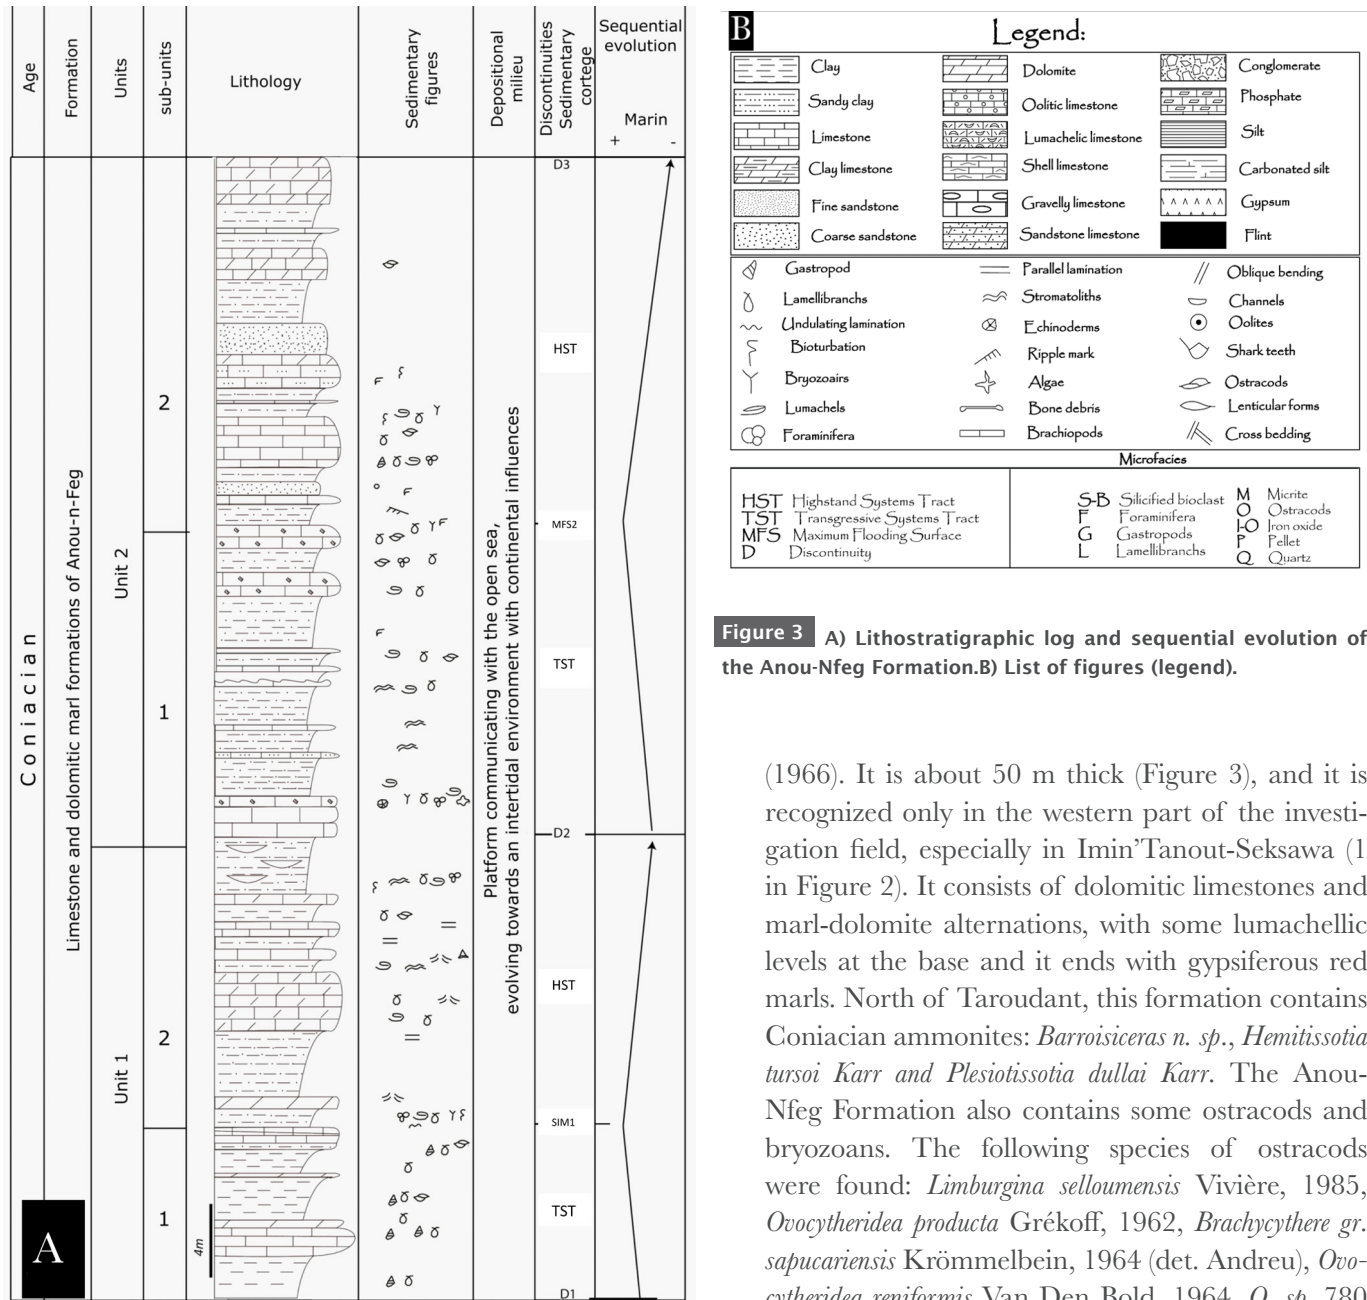 Age
Formation
Units
sub-units
Lithology
Sedimentary
figures
Depositional
milieu
Discontinuities
Sedimentary
cortege
Sequential
evolution
Marin
+ -
Coniacian
Limestone and dolomitic marl formations of Anou-n-Feg
Unit 2
Unit 1
2
1
2
1
4m
Platform communicating with the open sea,
evolving towards an intertidal environment with continental influences
D3
HST
MFS2
TST
D2
HST
SIM1
TST
D1
A
B
Legend:
Clay
Sandy clay
Limestone
Clay limestone
Fine sandstone
Coarse sandstone
Dolomite
Oolitic limestone
Lumachelic limestone
Shell limestone
Gravelly limestone
Sandstone limestone
Conglomerate
Phosphate
Silt
Carbonated silt
Gypsum
Flint
Gastropod
Lamellibranchs
Undulating lamination
Bioturbation
Bryozoairs
Lumachels
Foraminifera
Parallel lamination
Stromatoliths
Echinoderms
Ripple mark
Algae
Bone debris
Brachiopods
Oblique bending
Channels
Oolites
Shark teeth
Ostracods
Lenticular forms
Cross bedding
Microfacies
HST Highstand Systems Tract
TST Transgressive Systems Tract
MFS Maximum Flooding Surface
D Discontinuity
S-B Silicified bioclast
F Foraminifera
G Gastropods
L Lamellibranchs
M Micrite
O Ostracods
I-O Iron oxide
P Pellet
Q Quartz
Figure 3 A) Lithostratigraphic log and sequential evolution of
the Anou-Nfeg Formation.B) List of figures (legend).
(1966). It is about 50 m thick (Figure 3), and it is
recognized only in the western part of the investi-
gation field, especially in Imin'Tanout-Seksawa (1
in Figure 2). It consists of dolomitic limestones and
marl-dolomite alternations, with some lumachellic
levels at the base and it ends with gypsiferous red
marls. North of Taroudant, this formation contains
Coniacian ammonites: Barroisiceras n. sp., Hemitissotia
tursoi Karr and Plesiotissotia dullai Karr. The Anou-
Nfeg Formation also contains some ostracods and
bryozoans. The following species of ostracods
were found: Limburginaselloumensis Vivière, 1985,
Ovocytheridea producta Grékoff, 1962, Brachycythere gr.
sapucariensis Krömmelbein, 1964 (det. Andreu), Ovo-
cytheridea reniformis Van Den Bold, 1964, O. sp. 780